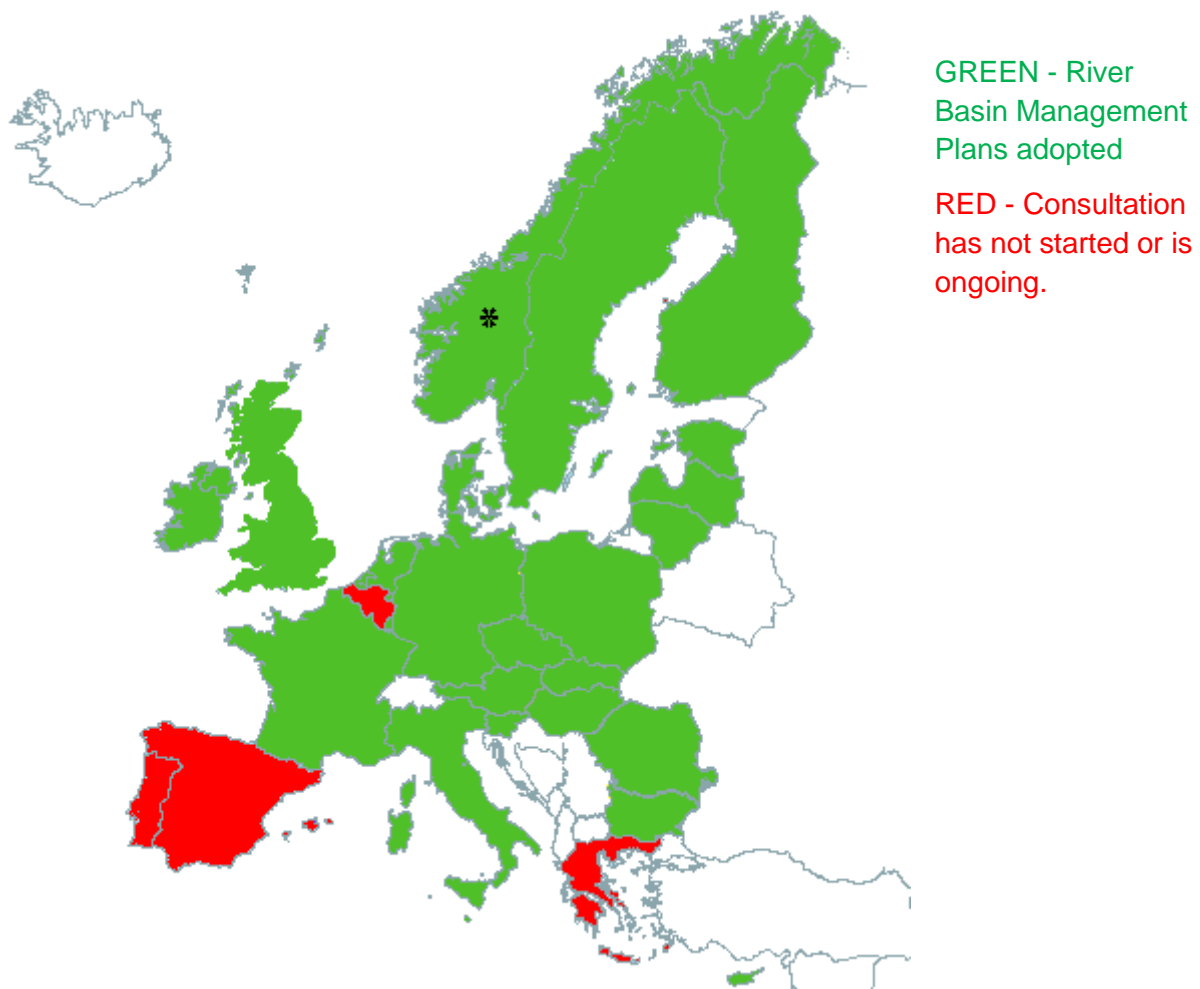 GREEN - River
Basin Management
Plans adopted
RED - Consultation
has not started or is
ongoing.